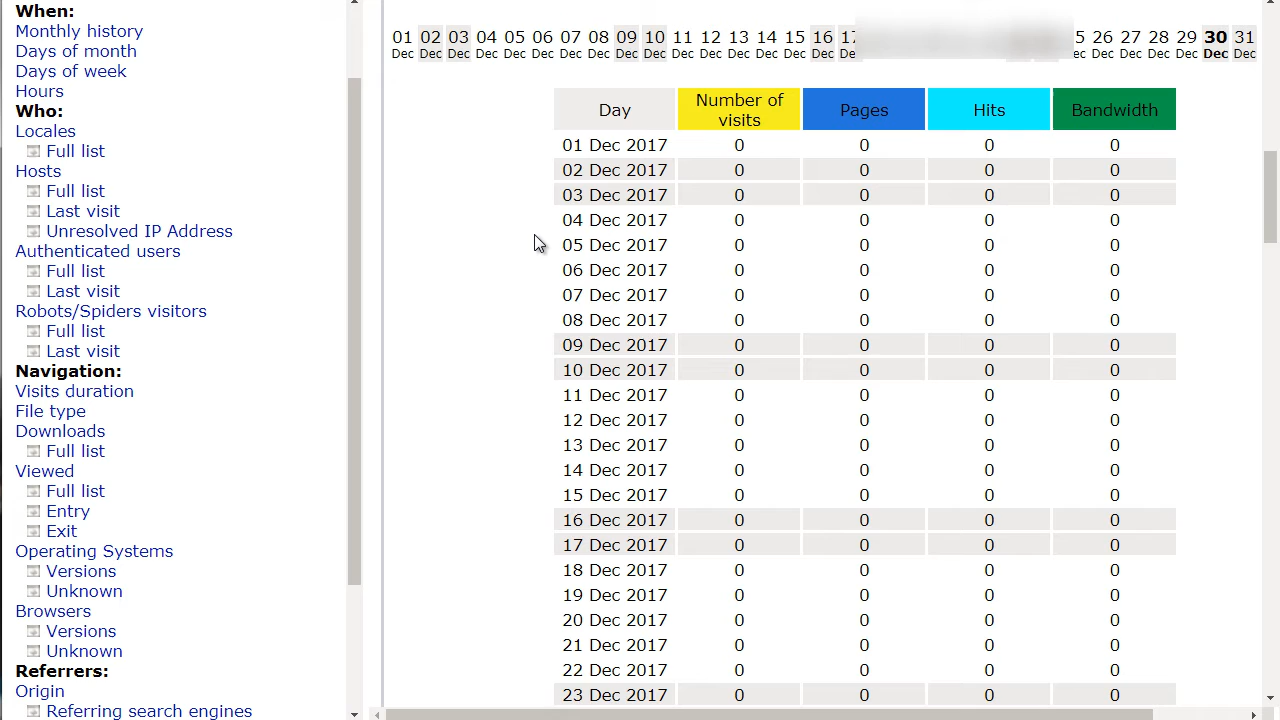 When:
Monthly history
Days of month
Days of week
Hours
Who:
Locales
Full list
Hosts
Full list
Last visit
Unresolved IP Address
Authenticated users
Full list
Last visit
Robots/Spiders visitors
Full list
Last visit
Navigation:
Visits duration
File type
Downloads
Full list
Viewed
Full list
Entry
Exit
Operating Systems
Versions
Unknown
Browsers
Versions
Unknown
Referrers:
Origin
Referring search engines
01 02 03 04 05 06 07 08 09 10 11 12 13 14 15 16 17 5 26 27 28 29 30 31
Dec Dec Dec Dec Dec Dec Dec Dec Dec Dec Dec Dec Dec Dec Dec Dec De ec Dec Dec Dec Dec Dec Dec
Day Number of visits Pages Hits Bandwidth
01 Dec 2017 0 0 0 0
02 Dec 2017 0 0 0 0
03 Dec 2017 0 0 0 0
04 Dec 2017 0 0 0 0
05 Dec 2017 0 0 0 0
06 Dec 2017 0 0 0 0
07 Dec 2017 0 0 0 0
08 Dec 2017 0 0 0 0
09 Dec 2017 0 0 0 0
10 Dec 2017 0 0 0 0
11 Dec 2017 0 0 0 0
12 Dec 2017 0 0 0 0
13 Dec 2017 0 0 0 0
14 Dec 2017 0 0 0 0
15 Dec 2017 0 0 0 0
16 Dec 2017 0 0 0 0
17 Dec 2017 0 0 0 0
18 Dec 2017 0 0 0 0
19 Dec 2017 0 0 0 0
20 Dec 2017 0 0 0 0
21 Dec 2017 0 0 0 0
22 Dec 2017 0 0 0 0
23 Dec 2017 0 0 0 0